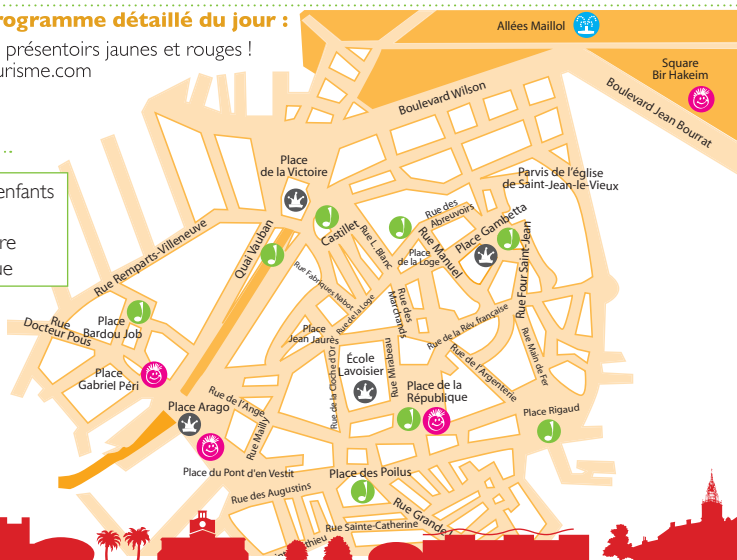 rogramme détaillé du jour :
présentoirs jaunes et rouges !
urisme.com
enfants
re
ue
Allées Maillol
Square
Bir Hakeim
Boulevard Wilson
Boulevard Jean Bourrat
Place
de la Victoire
Parvis de l'église
de Saint-Jean-le-Vieux
Rue Remparts-Villeneuve
Quai Vauban
Castillet
Rue L. Blanc
Rue des
Abreuvoirs
Rue Manuel
Place Gambetta
Place
de la Loge
Rue Four Saint-Jean
Rue Fabriques Nabot
Rue de la Loge
Rue des
Marchands
Rue
Docteur Pous
Place
Bardou Job
Place
Jean Jaurès
Rue de la Rév. française
Rue Main de Fer
Place
Gabriel Péri
École
Lavoisier
Rue de la Cloche d'Or
Rue Mirabeau
Rue de l'Argenterie
Place de la
République
Place Arago
Rue de l'Ange
Rue Mailly
Place Rigaud
Place du Pont d'en Vestit
Place des Poilus
Rue des Augustins
Rue Grande
Rue Sainte-Catherine
thieu